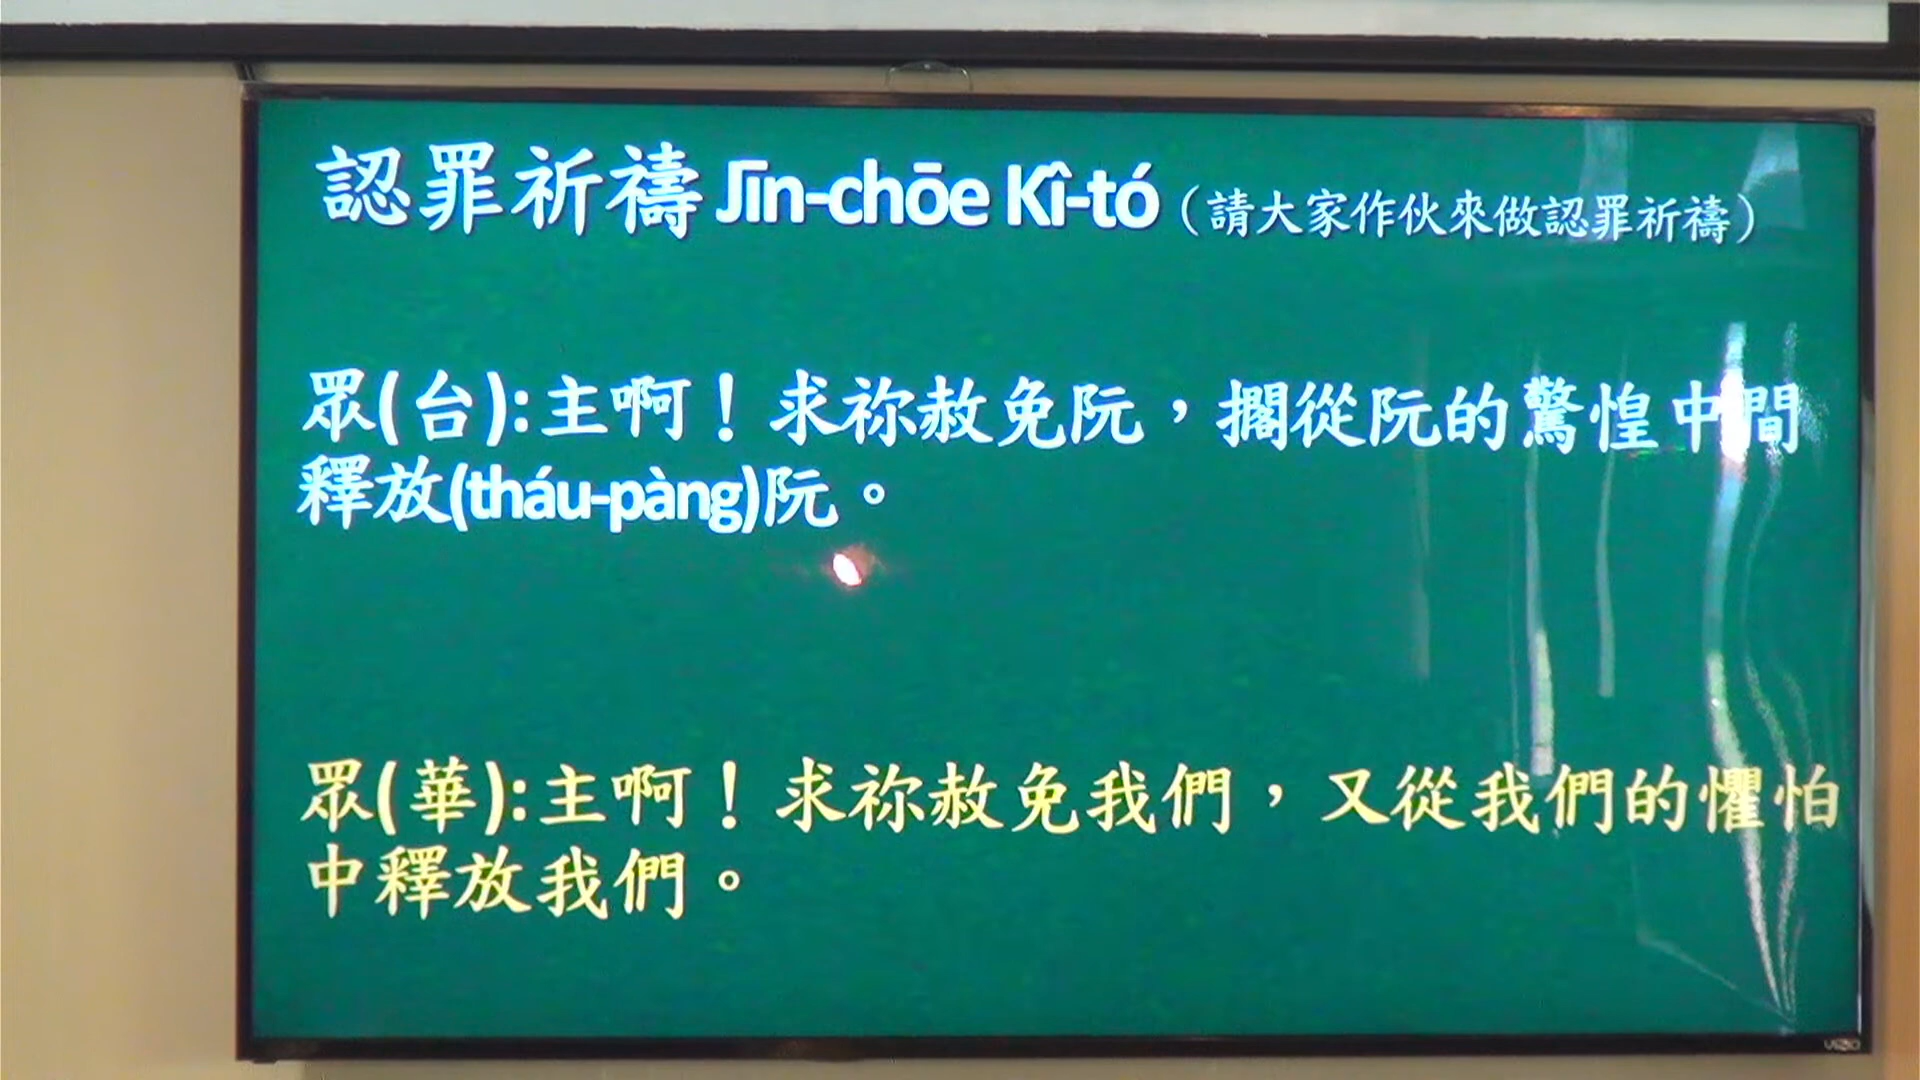 認罪祈禱 Jīn-chōe Kî-tó（請大家作伙來做認罪祈禱）
眾(台):主啊！求祢赦免阮，擱從阮的驚惶中間
釋放(tháu-pàng)阮。
眾(華):主啊！求祢赦免我們，又從我們的懼怕
中釋放我們。
VIZIO